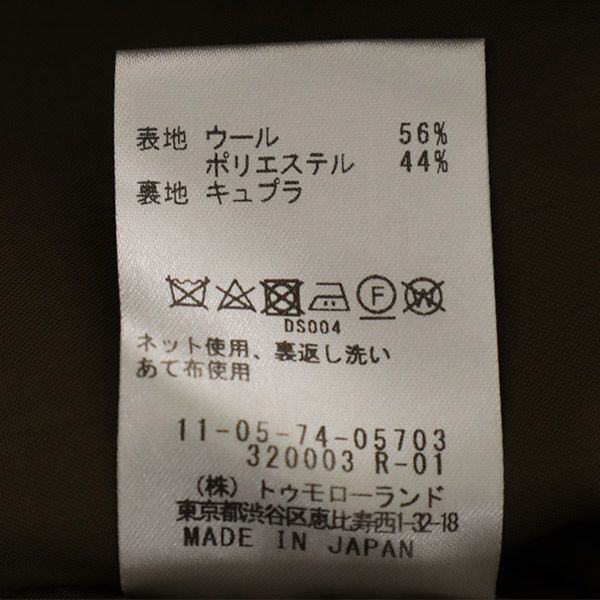 表地 ウール 56%
ポリエステル 44%
裏地 キュプラ
F W
DS004
ネット使用、裏返し洗い
あて布使用
11-05-74-05703
320003 R-01
(株) トゥモローランド
東京都渋谷区恵比寿西1-32-18
MADE IN JAPAN